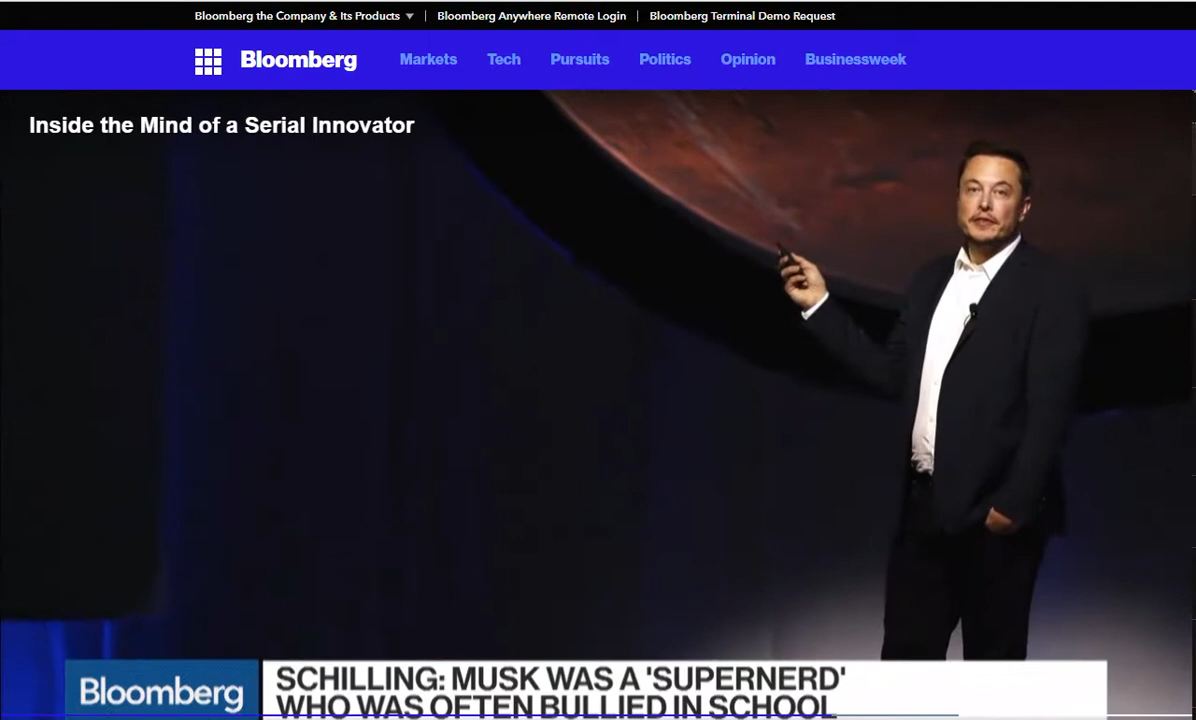 Bloomberg the Company & Its Products Bloomberg Anywhere Remote Login Bloomberg Terminal Demo Request
Bloomberg Markets Tech Pursuits Politics Opinion Businessweek
Inside the Mind of a Serial Innovator
Bloomberg
SCHILLING: MUSK WAS A 'SUPERNERD'
WHO WAS OFTEN BULLIED IN SCHOOL